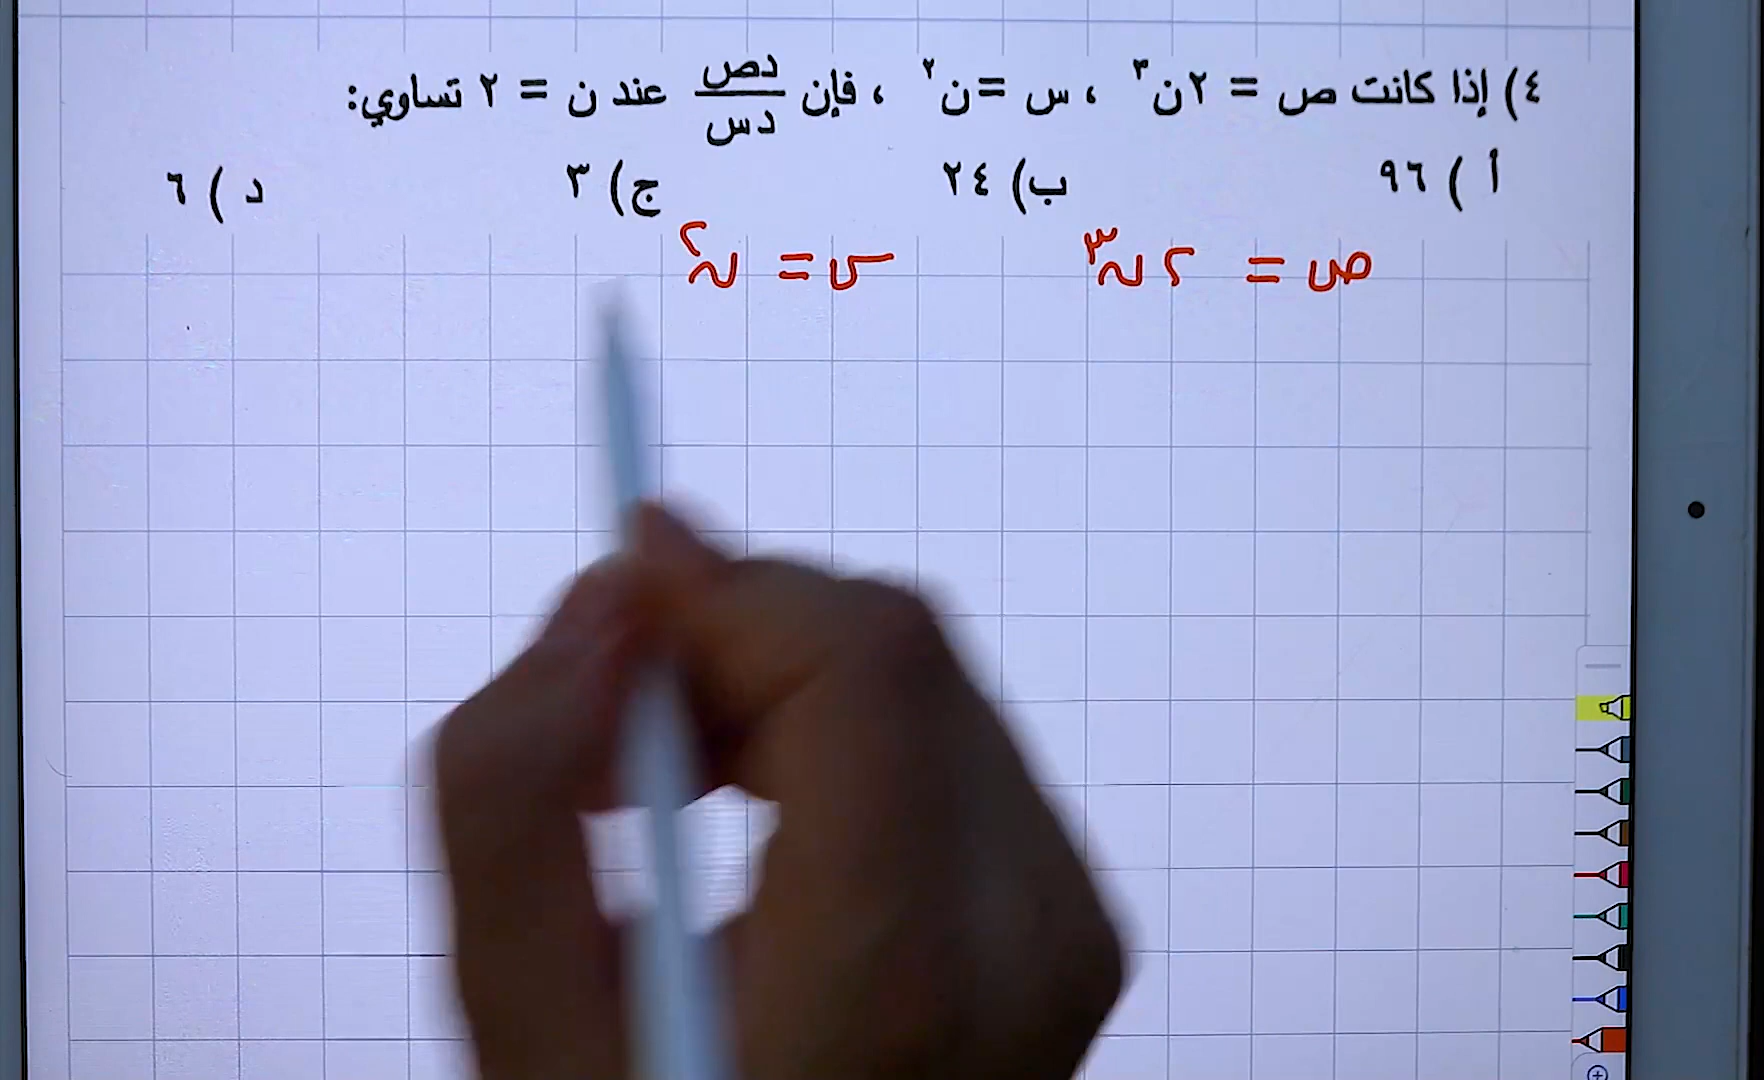 ٤) إذا كانت ص = ٢ن٣ ، س = ن٢ ، فإن دص/دس عند ن = ٢ تساوي:
أ ) ٩٦ ب) ٢٤ ج) ٣ د ) ٦
ص = ٢ن٣ س = ن٢